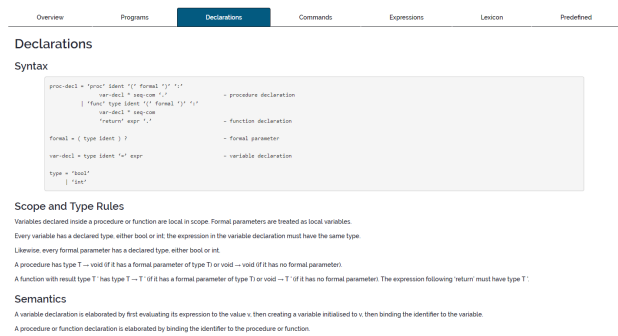 Overview Programs Declarations Commands Expressions Lexicon Predefined
Declarations
Syntax
proc-decl = 'proc' ident '(' formal ')' ':'
var-decl * seq-com '.' – procedure declaration
| 'func' type ident '(' formal ')' ':'
var-decl * seq-com
'return' expr '.' – function declaration
formal = ( type ident ) ? – formal parameter
var-decl = type ident '=' expr – variable declaration
type = 'bool'
| 'int'
Scope and Type Rules
Variables declared inside a procedure or function are local in scope. Formal parameters are treated as local variables.
Every variable has a declared type, either bool or int; the expression in the variable declaration must have the same type.
Likewise, every formal parameter has a declared type, either bool or int.
A procedure has type T → void (if it has a formal parameter of type T) or void → void (if it has no formal parameter).
A function with result type T ' has type T → T ' (if it has a formal parameter of type T) or void → T ' (if it has no formal parameter). The expression following 'return' must have type T '.
Semantics
A variable declaration is elaborated by first evaluating its expression to the value v, then creating a variable initialised to v, then binding the identifier to the variable.
A procedure or function declaration is elaborated by binding the identifier to the procedure or function.